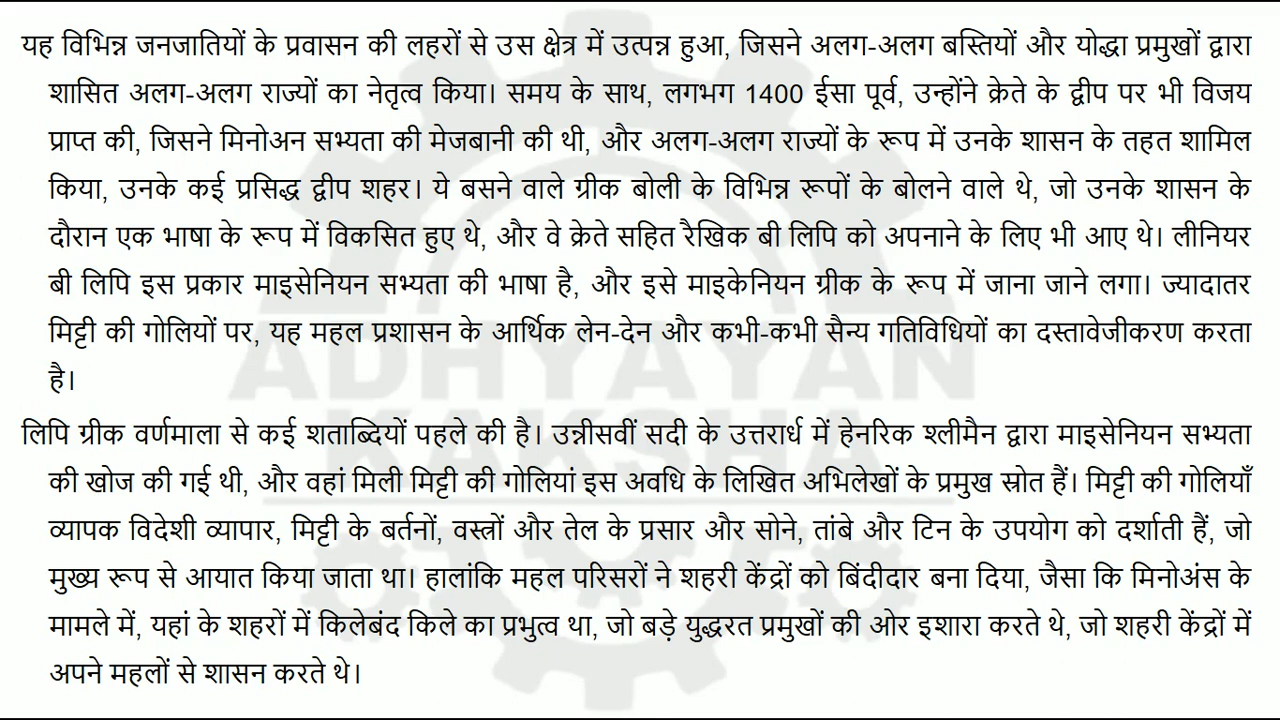 यह विभिन्न जनजातियों के प्रवासन की लहरों से उस क्षेत्र में उत्पन्न हुआ, जिसने अलग-अलग बस्तियों और योद्धा प्रमुखों द्वारा
शासित अलग-अलग राज्यों का नेतृत्व किया। समय के साथ, लगभग 1400 ईसा पूर्व, उन्होंने क्रेते के द्वीप पर भी विजय
प्राप्त की, जिसने मिनोअन सभ्यता की मेजबानी की थी, और अलग-अलग राज्यों के रूप में उनके शासन के तहत शामिल
किया, उनके कई प्रसिद्ध द्वीप शहर। ये बसने वाले ग्रीक बोली के विभिन्न रूपों के बोलने वाले थे, जो उनके शासन के
दौरान एक भाषा के रूप में विकसित हुए थे, और वे क्रेते सहित रैखिक बी लिपि को अपनाने के लिए भी आए थे। लीनियर
बी लिपि इस प्रकार माइसेनियन सभ्यता की भाषा है, और इसे माइकेनियन ग्रीक के रूप में जाना जाने लगा। ज्यादातर
मिट्टी की गोलियों पर, यह महल प्रशासन के आर्थिक लेन-देन और कभी-कभी सैन्य गतिविधियों का दस्तावेजीकरण करता
है।
लिपि ग्रीक वर्णमाला से कई शताब्दियों पहले की है। उन्नीसवीं सदी के उत्तरार्ध में हेनरिक श्लीमैन द्वारा माइसेनियन सभ्यता
की खोज की गई थी, और वहां मिली मिट्टी की गोलियां इस अवधि के लिखित अभिलेखों के प्रमुख स्रोत हैं। मिट्टी की गोलियाँ
व्यापक विदेशी व्यापार, मिट्टी के बर्तनों, वस्त्रों और तेल के प्रसार और सोने, तांबे और टिन के उपयोग को दर्शाती हैं, जो
मुख्य रूप से आयात किया जाता था। हालांकि महल परिसरों ने शहरी केंद्रों को बिंदीदार बना दिया, जैसा कि मिनोअंस के
मामले में, यहां के शहरों में किलेबंद किले का प्रभुत्व था, जो बड़े युद्धरत प्रमुखों की ओर इशारा करते थे, जो शहरी केंद्रों में
अपने महलों से शासन करते थे।
ADHYAYAN
KAKSHA